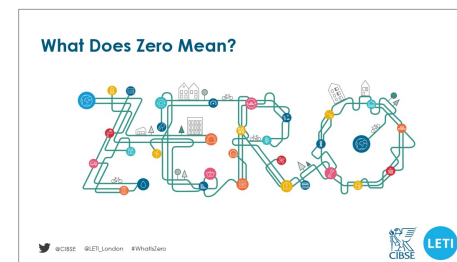 What Does Zero Mean?
ZERO
@CIBSE @LETI_London #WhatIsZero
CIBSE
LETI